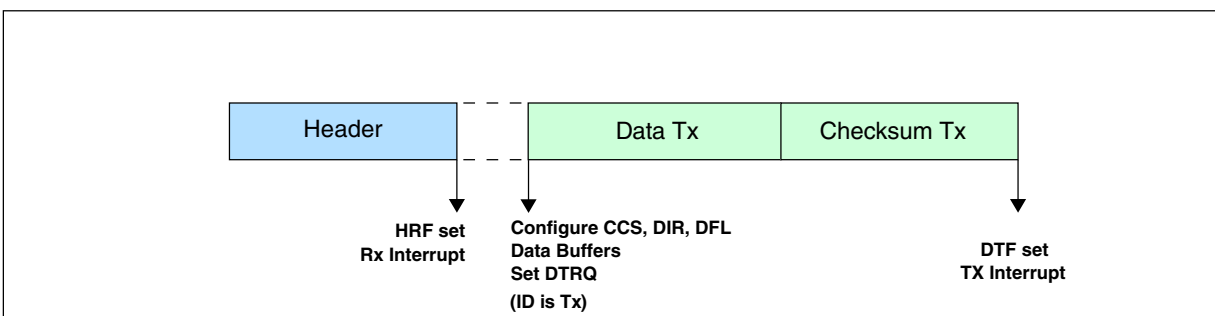 Header
Data Tx
Checksum Tx
HRF set
Rx Interrupt
Configure CCS, DIR, DFL
Data Buffers
Set DTRQ
(ID is Tx)
DTF set
TX Interrupt